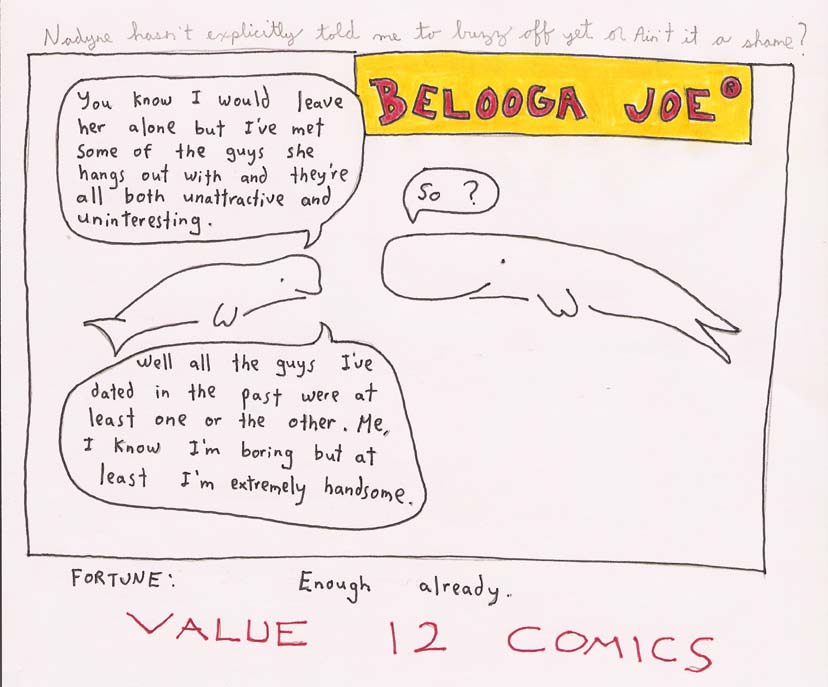 Nadyne hasn't explicitly told me to buzz off yet or Ain't it a shame?
BELOOGA JOE ®
You know I would leave
her alone but I've met
some of the guys she
hangs out with and they're
all both unattractive and
uninteresting.
So ?
Well all the guys I've
dated in the past were at
least one or the other. Me,
I know I'm boring but at
least I'm extremely handsome.
FORTUNE: Enough already.
VALUE 12 COMICS